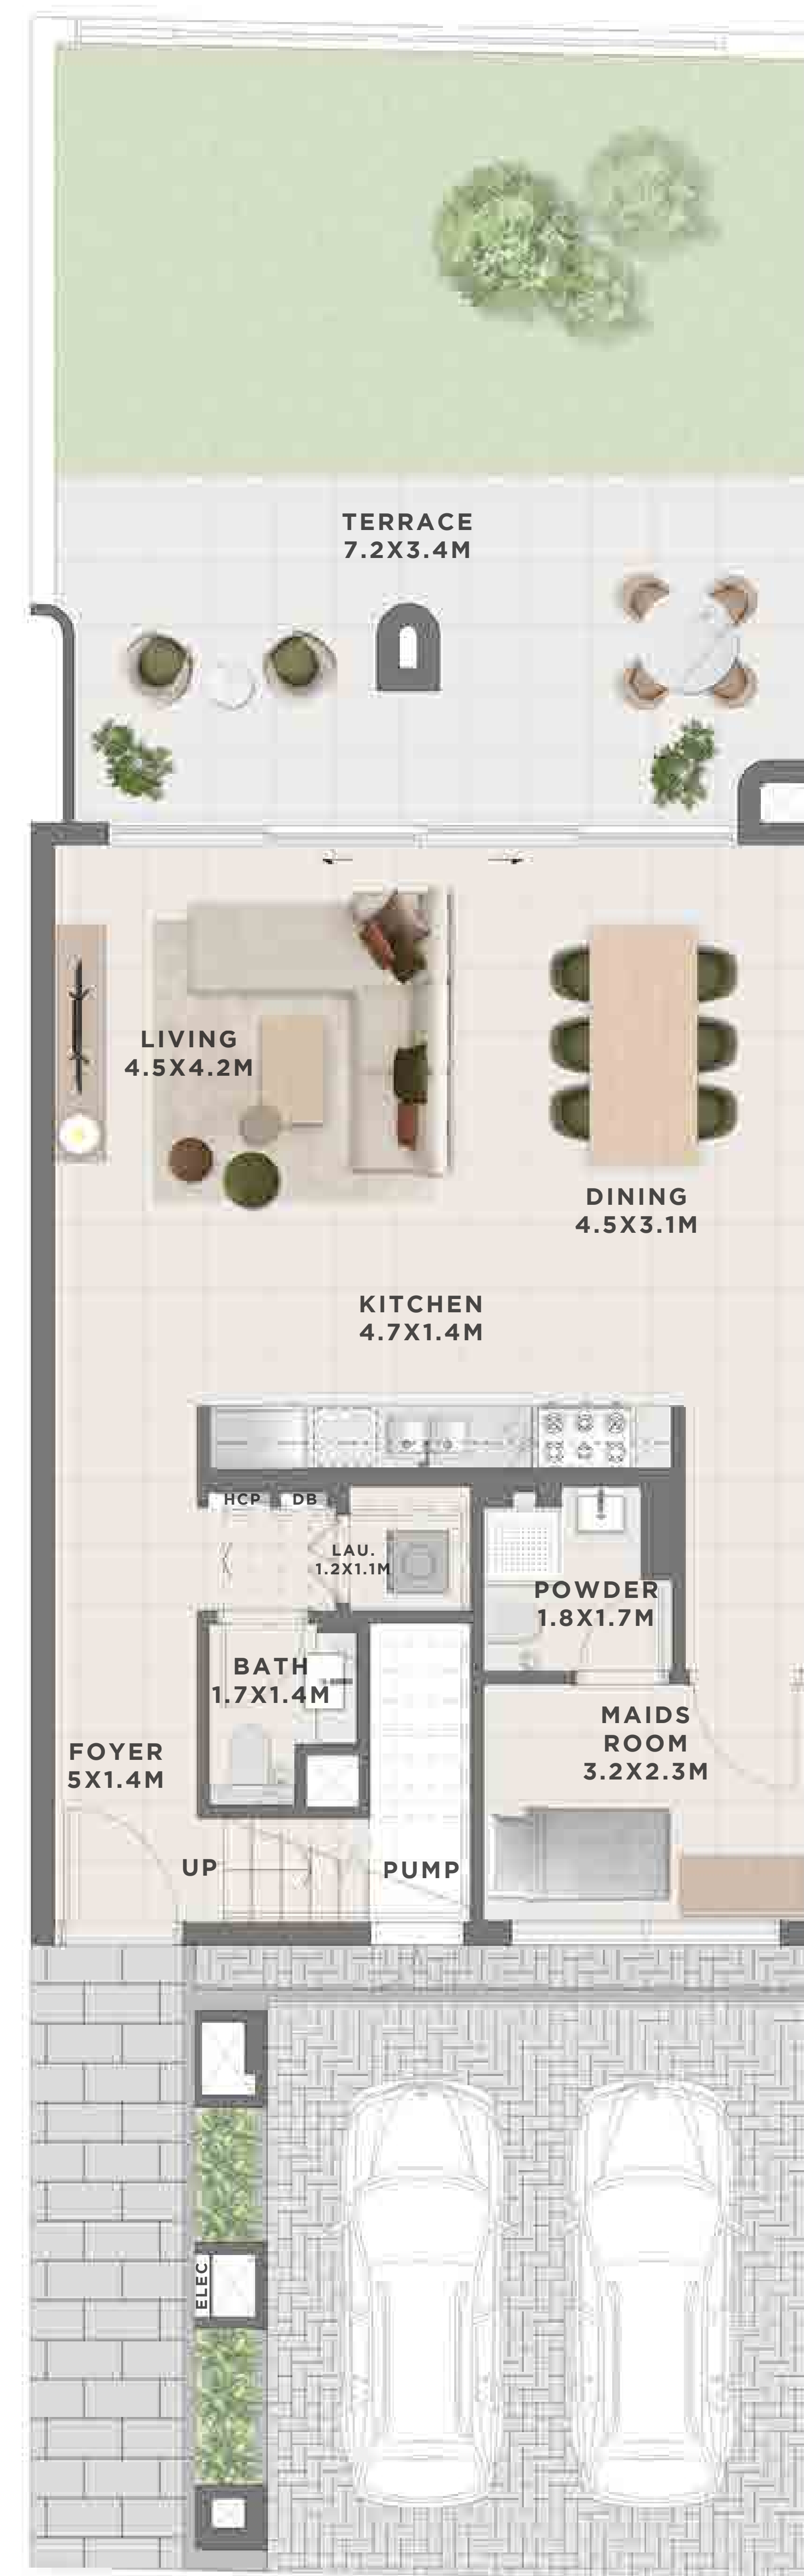 TERRACE
7.2X3.4M
LIVING
4.5X4.2M
DINING
4.5X3.1M
KITCHEN
4.7X1.4M
HCP
DB
LAU.
1.2X1.1M
POWDER
1.8X1.7M
BATH
1.7X1.4M
MAIDS
ROOM
3.2X2.3M
FOYER
5X1.4M
UP
PUMP
ELEC